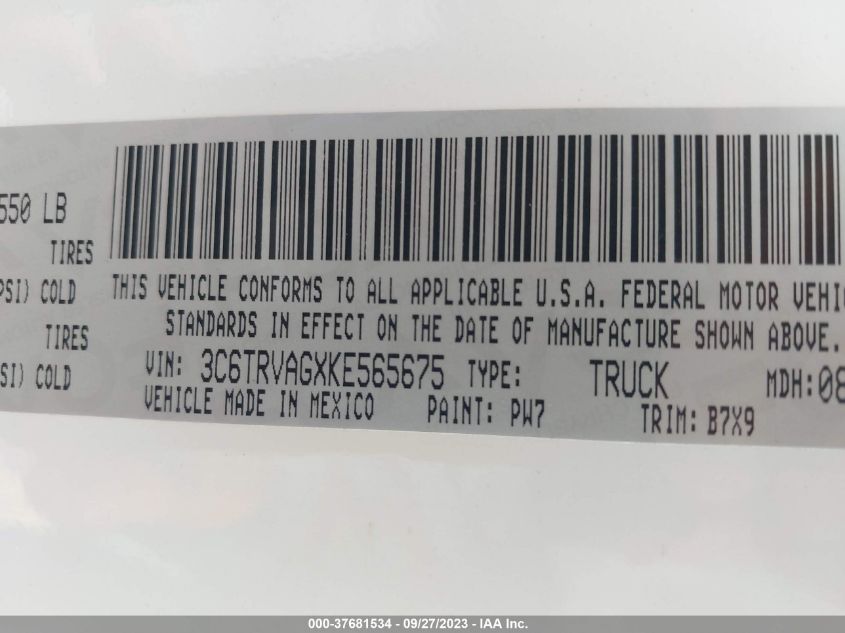 550 LB
TIRES
PSI) COLD
TIRES
SI) COLD
THIS VEHICLE CONFORMS TO ALL APPLICABLE U.S.A. FEDERAL MOTOR VEHIC
STANDARDS IN EFFECT ON THE DATE OF MANUFACTURE SHOWN ABOVE.
VIN: 3C6TRVAGXKE565675 TYPE: TRUCK MDH:08
VEHICLE MADE IN MEXICO PAINT: PW7 TRIM: B7X9
000-37681534 - 09/27/2023 - IAA Inc.